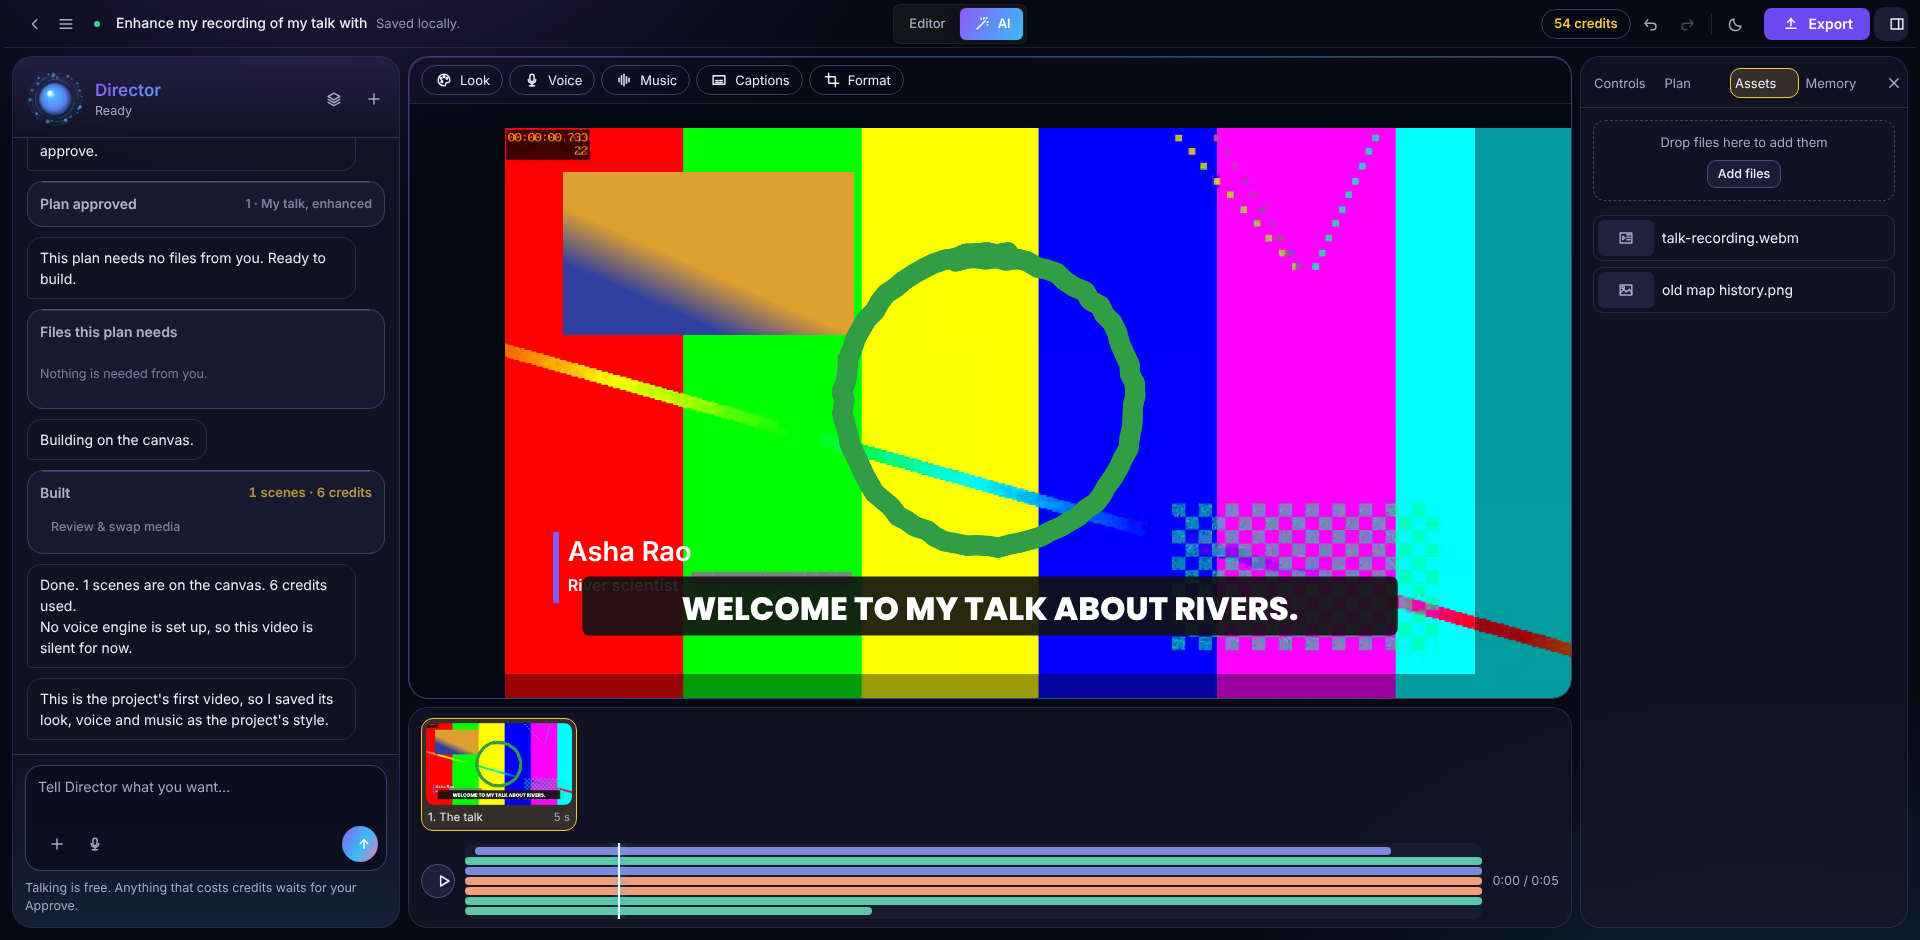 Enhance my recording of my talk with
Saved locally.
Editor
AI
54 credits
Export
Director
Ready
approve.
Plan approved
1 · My talk, enhanced
This plan needs no files from you. Ready to
build.
Files this plan needs
Nothing is needed from you.
Building on the canvas.
Built
1 scenes · 6 credits
Review & swap media
Done. 1 scenes are on the canvas. 6 credits
used.
No voice engine is set up, so this video is
silent for now.
This is the project's first video, so I saved its
look, voice and music as the project's style.
Tell Director what you want...
Talking is free. Anything that costs credits waits for your
Approve.
Look
Voice
Music
Captions
Format
00:00:00.733
22
Asha Rao
River scientist
WELCOME TO MY TALK ABOUT RIVERS.
Asha Rao
WELCOME TO MY TALK ABOUT RIVERS.
1. The talk
5 s
0:00 / 0:05
Controls
Plan
Assets
Memory
Drop files here to add them
Add files
talk-recording.webm
old map history.png